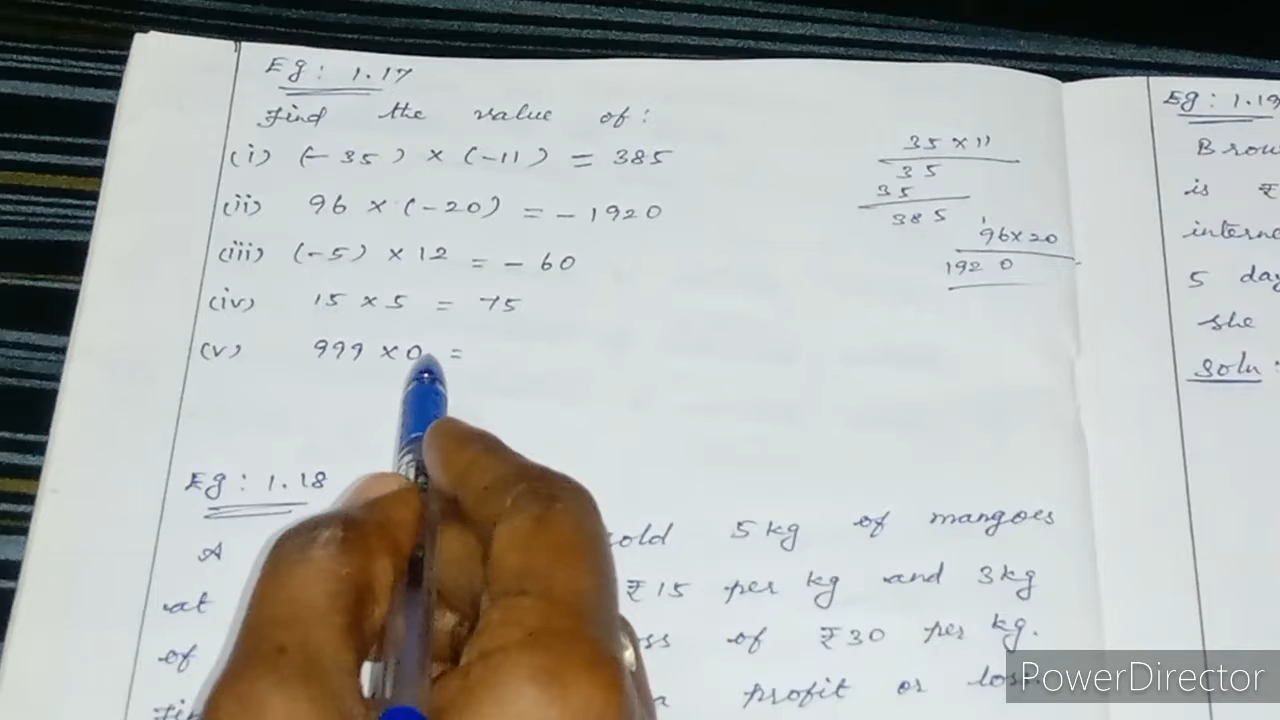 Eg : 1.17
Find the value of :
(i) (-35) × (-11) = 385
(ii) 96 × (-20) = - 1920
(iii) (-5) × 12 = - 60
(iv) 15 × 5 = 75
(v) 999 × 0 =
35 × 11
35
35
385
1
96×20
192 0
Eg : 1.18
A 5 kg of mangoes
at ₹15 per kg and 3 kg
of of ₹30 per kg.
profit or
Eg : 1.19
is ₹
5
she
Soln :
PowerDirector